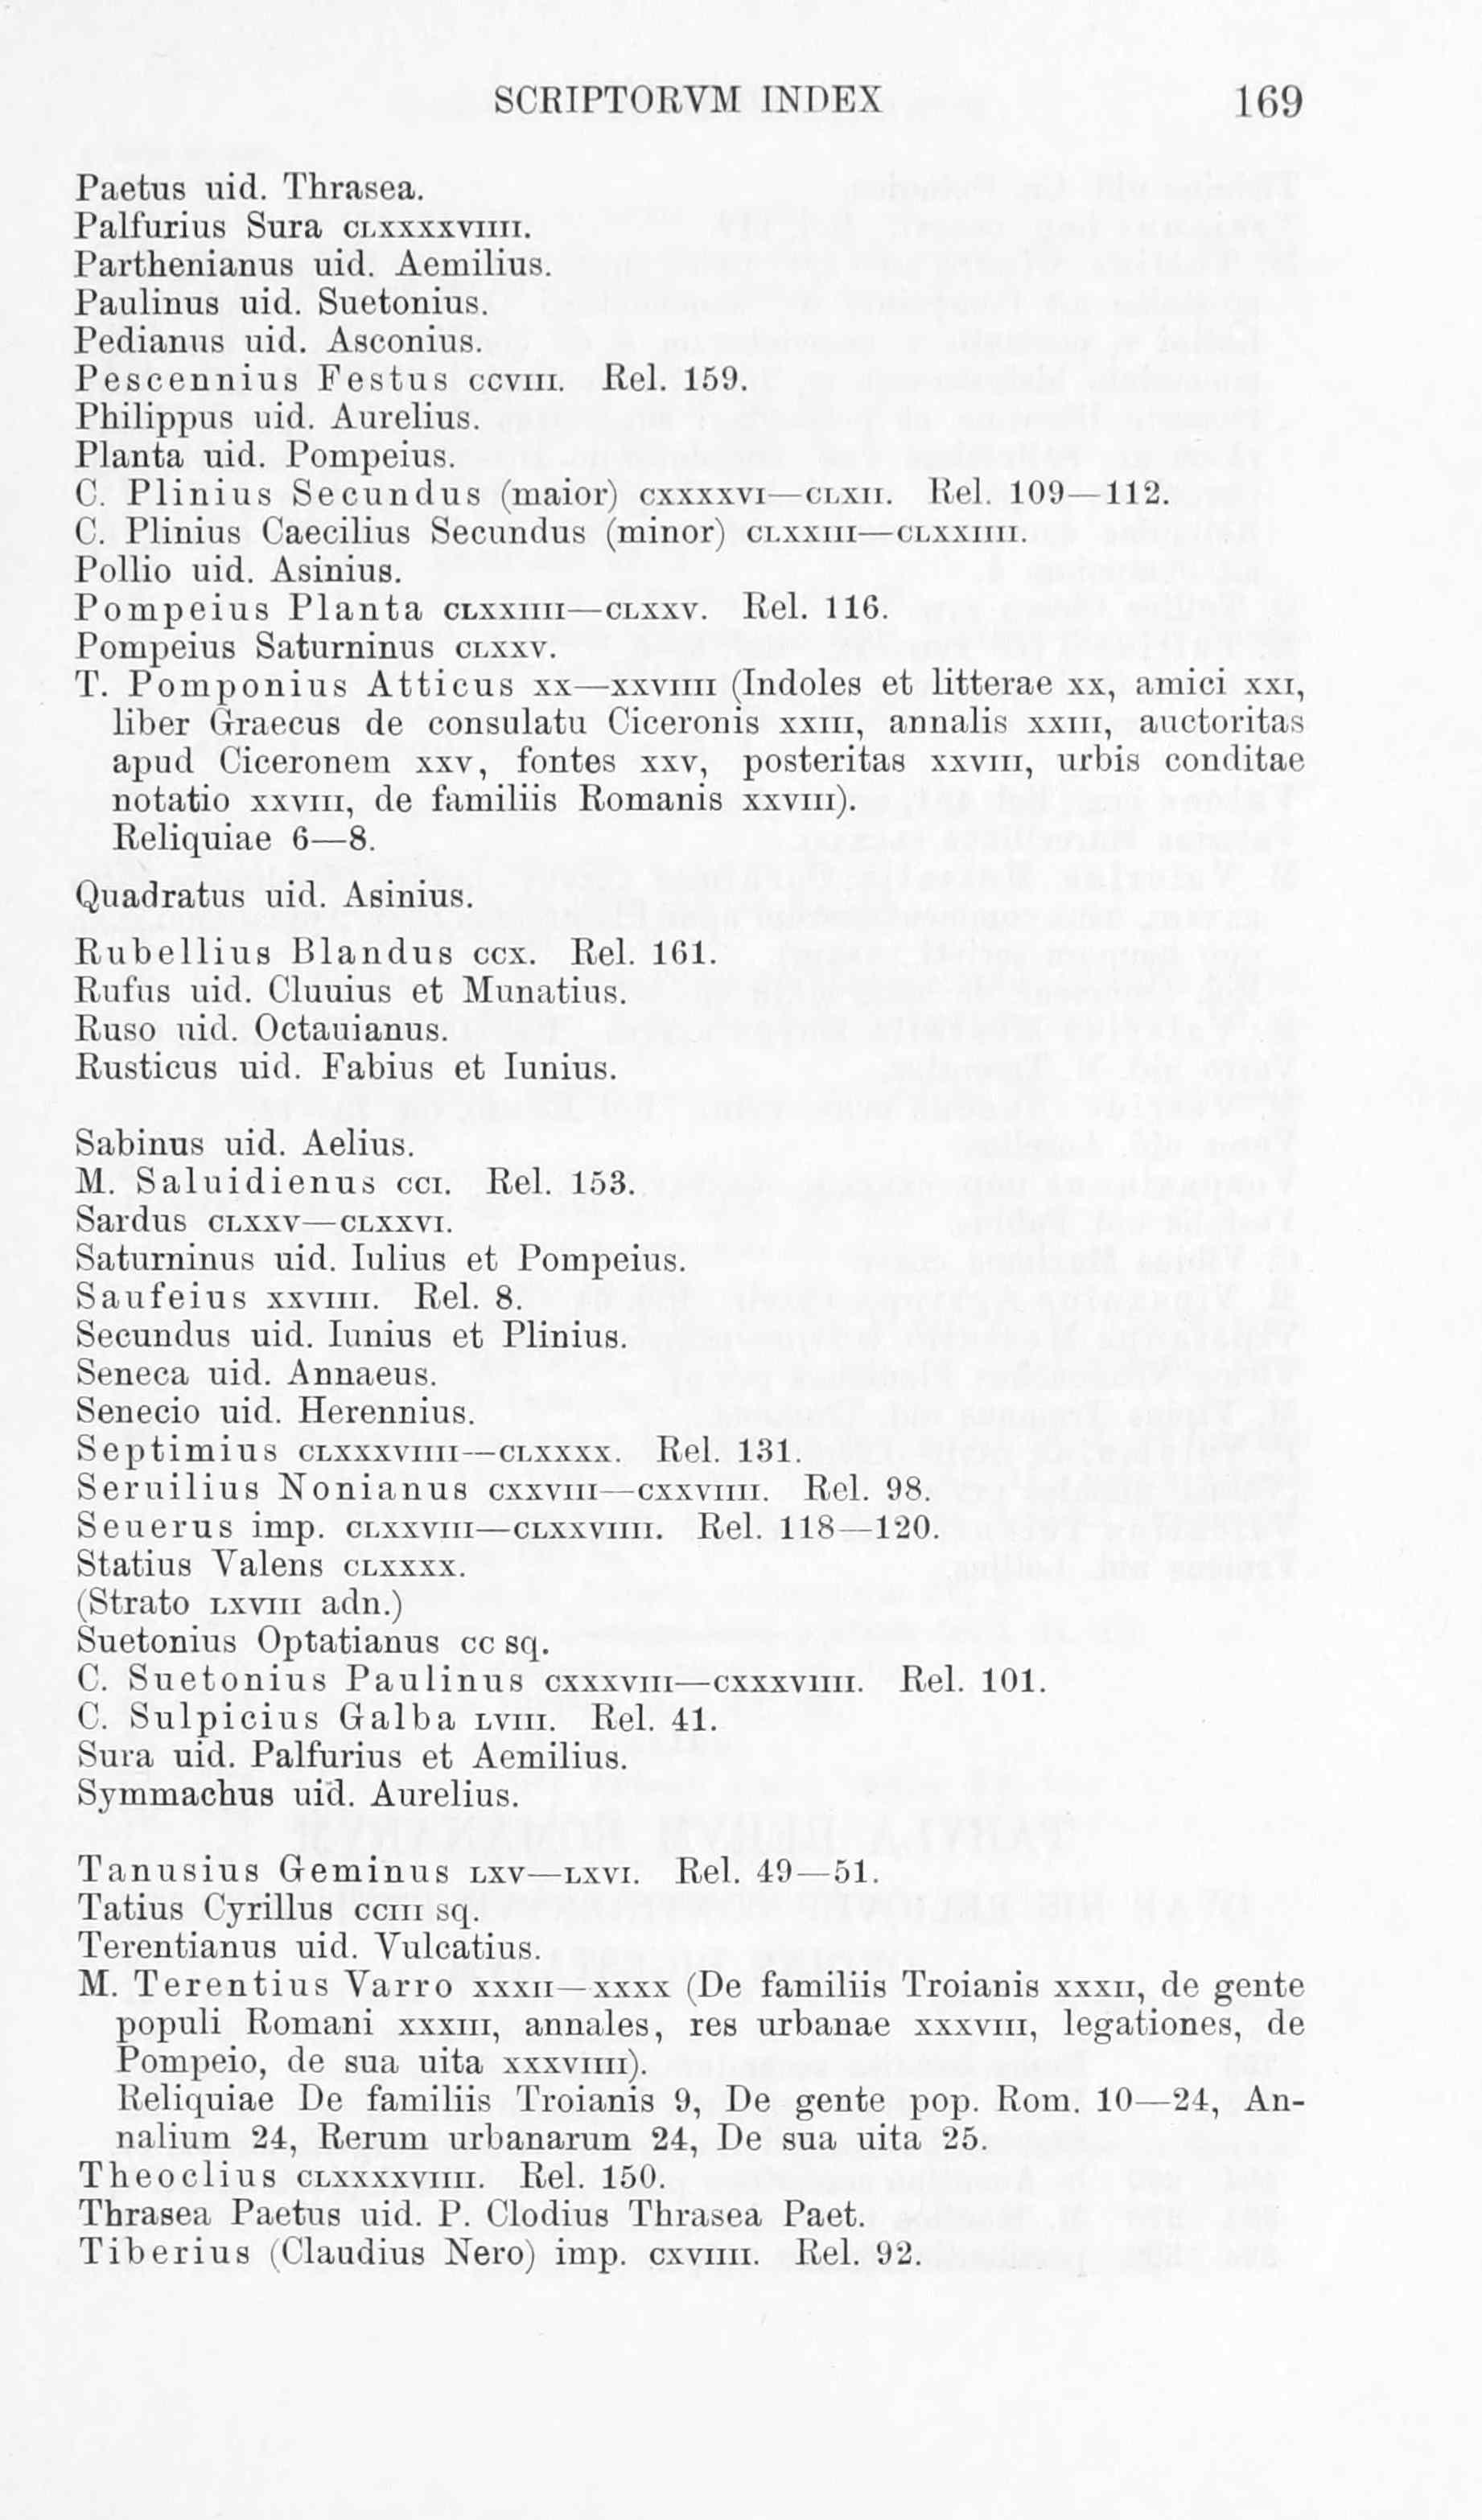 SCRIPTORVM INDEX 169
Paetus uid. Thrasea.
Palfurius Sura CLXXXXVIIII.
Parthenianus uid. Aemilius.
Paulinus uid. Suetonius.
Pedianus uid. Asconius.
Pescennius Festus CCVIII. Rel. 159.
Philippus uid. Aurelius.
Planta uid. Pompeius.
C. Plinius Secundus (maior) CXXXXVI—CLXII. Rel. 109—112.
C. Plinius Caecilius Secundus (minor) CLXXIII—CLXXIIII.
Pollio uid. Asinius.
Pompeius Planta CLXXIIII—CLXXV. Rel. 116.
Pompeius Saturninus CLXXV.
T. Pomponius Atticus XX—XXVIIII (Indoles et litterae XX, amici XXI,
liber Graecus de consulatu Ciceronis XXIII, annalis XXIII, auctoritas
apud Ciceronem XXV, fontes XXV, posteritas XXVIII, urbis conditae
notatio XXVIII, de familiis Romanis XXVIII).
Reliquiae 6—8.
Quadratus uid. Asinius.
Rubellius Blandus CCX. Rel. 161.
Rufus uid. Cluuius et Munatius.
Ruso uid. Octauianus.
Rusticus uid. Fabius et Iunius.
Sabinus uid. Aelius.
M. Saluidienus CCI. Rel. 153.
Sardus CLXXV—CLXXVI.
Saturninus uid. Iulius et Pompeius.
Saufeius XXVIIII. Rel. 8.
Secundus uid. Iunius et Plinius.
Seneca uid. Annaeus.
Senecio uid. Herennius.
Septimius CLXXXVIIII—CLXXXX. Rel. 131.
Seruilius Nonianus CXXVIII—CXXVIIII. Rel. 98.
Seuerus imp. CLXXVIII—CLXXVIIII. Rel. 118—120.
Statius Valens CLXXXX.
(Strato LXVIII adn.)
Suetonius Optatianus CC sq.
C. Suetonius Paulinus CXXXVIII—CXXXVIIII. Rel. 101.
C. Sulpicius Galba LVIII. Rel. 41.
Sura uid. Palfurius et Aemilius.
Symmachus uid. Aurelius.
Tanusius Geminus LXV—LXVI. Rel. 49—51.
Tatius Cyrillus CCIII sq.
Terentianus uid. Vulcatius.
M. Terentius Varro XXXII—XXXX (De familiis Troianis XXXII, de gente
populi Romani XXXIII, annales, res urbanae XXXVIII, legationes, de
Pompeio, de sua uita XXXVIIII).
Reliquiae De familiis Troianis 9, De gente pop. Rom. 10—24, An-
nalium 24, Rerum urbanarum 24, De sua uita 25.
Theoclius CLXXXXVIIII. Rel. 150.
Thrasea Paetus uid. P. Clodius Thrasea Paet.
Tiberius (Claudius Nero) imp. CXVIIII. Rel. 92.